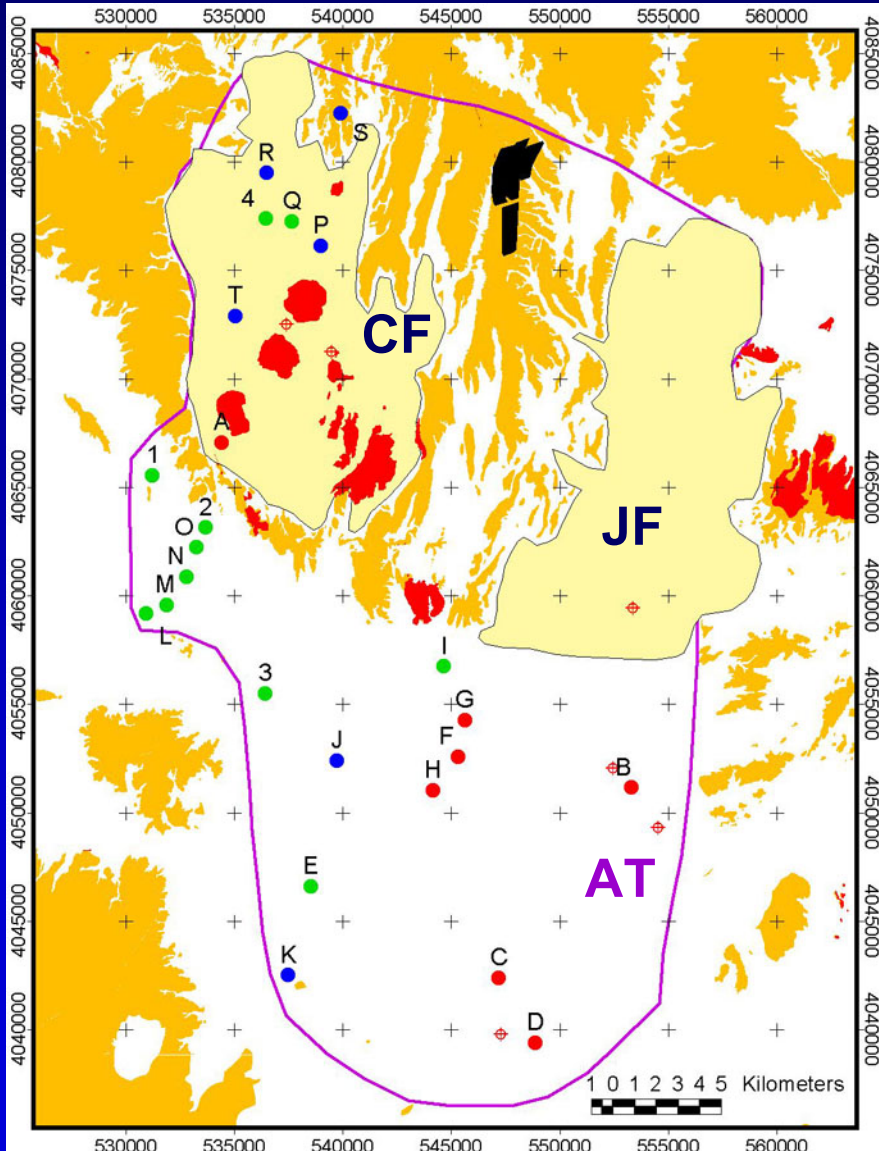 530000 535000 540000 545000 550000 555000 560000
4085000 4085000
S
4080000 4080000
R
4 Q
P
4075000 4075000
T
CF
4070000 4070000
A
1
4065000 4065000
2
O
JF
N
4060000 4060000
M
L
I
3
4055000 4055000
G
J F
B
H
4050000 4050000
AT
E
4045000 4045000
C
K
D
4040000 4040000
1 0 1 2 3 4 5 Kilometers
530000 535000 540000 545000 550000 555000 560000